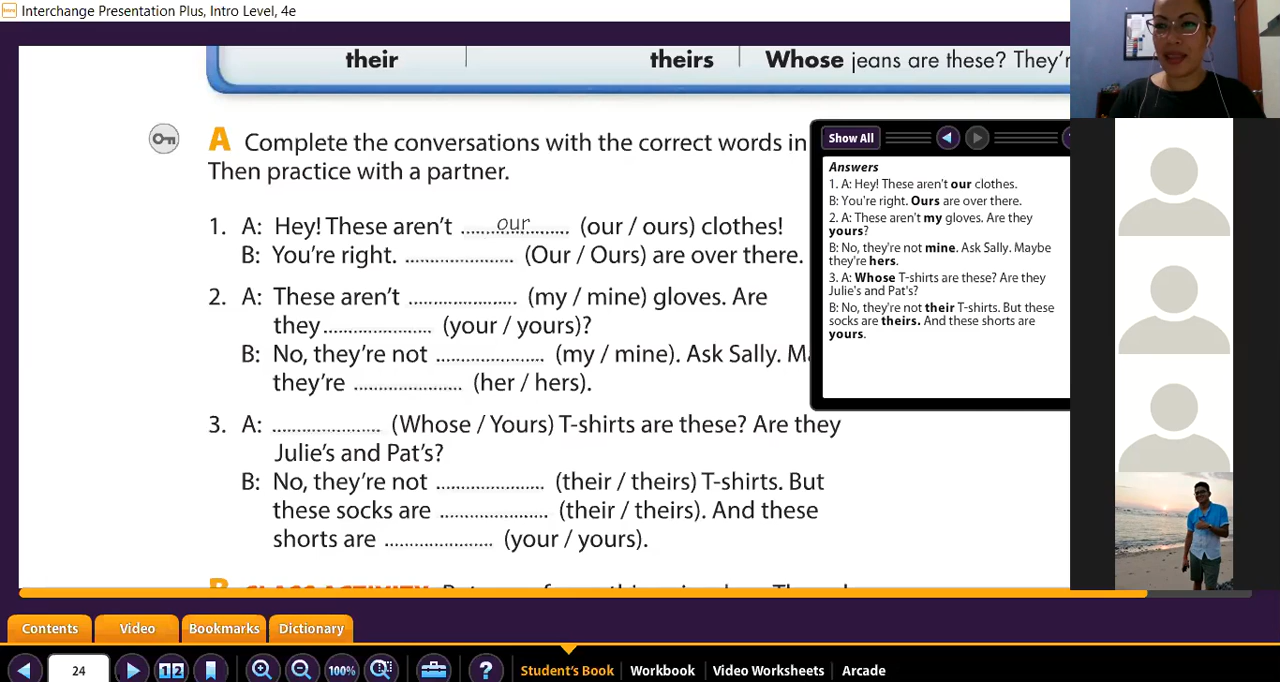 Interchange Presentation Plus, Intro Level, 4e
their theirs Whose jeans are these? They'r
A Complete the conversations with the correct words in
Then practice with a partner.
1. A: Hey! These aren't ......our....... (our / ours) clothes!
B: You're right. ...................... (Our / Ours) are over there.
2. A: These aren't ...................... (my / mine) gloves. Are
they...................... (your / yours)?
B: No, they're not ...................... (my / mine). Ask Sally. Ma
they're ...................... (her / hers).
3. A: ...................... (Whose / Yours) T-shirts are these? Are they
Julie's and Pat's?
B: No, they're not ...................... (their / theirs) T-shirts. But
these socks are ...................... (their / theirs). And these
shorts are ...................... (your / yours).
Show All
Answers
1. A: Hey! These aren't our clothes.
B: You're right. Ours are over there.
2. A: These aren't my gloves. Are they
yours?
B: No, they're not mine. Ask Sally. Maybe
they're hers.
3. A: Whose T-shirts are these? Are they
Julie's and Pat's?
B: No, they're not their T-shirts. But these
socks are theirs. And these shorts are
yours.
Contents Video Bookmarks Dictionary
24 1 2 100% ? Student's Book Workbook Video Worksheets Arcade